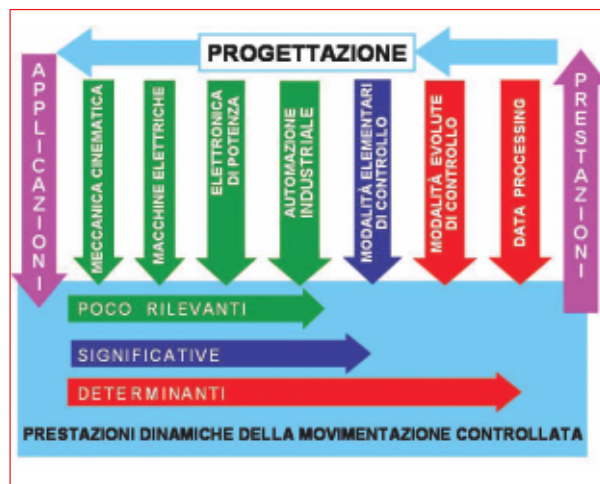 PROGETTAZIONE
APPLICAZIONI
MECCANICA CINEMATICA
MACCHINE ELETTRICHE
ELETTRONICA
DI POTENZA
AUTOMAZIONE
INDUSTRIALE
MODALITÀ ELEMENTARI
DI CONTROLLO
MODALITÀ EVOLUTE
DI CONTROLLO
DATA PROCESSING
PRESTAZIONI
POCO RILEVANTI
SIGNIFICATIVE
DETERMINANTI
PRESTAZIONI DINAMICHE DELLA MOVIMENTAZIONE CONTROLLATA